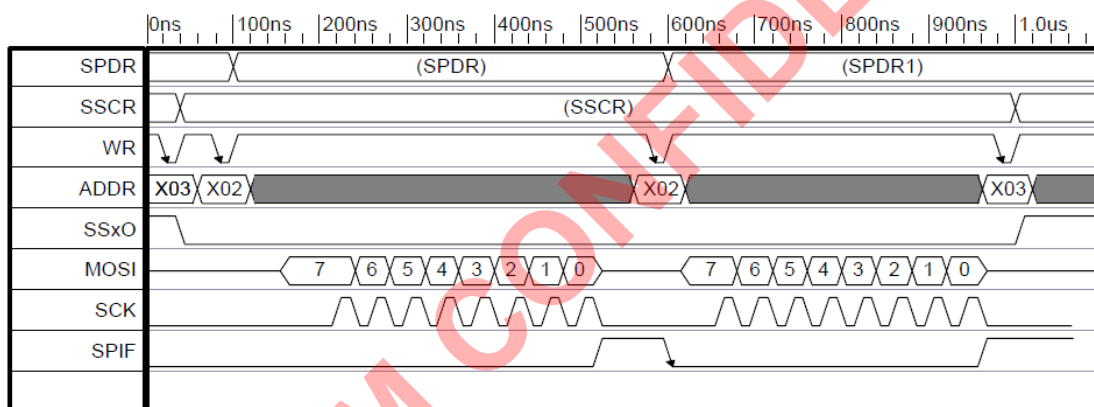 0ns 100ns 200ns 300ns 400ns 500ns 600ns 700ns 800ns 900ns 1.0us
SPDR (SPDR) (SPDR1)
SSCR (SSCR)
WR
ADDR X03 X02 X02 X03
SSxO
MOSI 7 6 5 4 3 2 1 0 7 6 5 4 3 2 1 0
SCK
SPIF
M CONFIDE